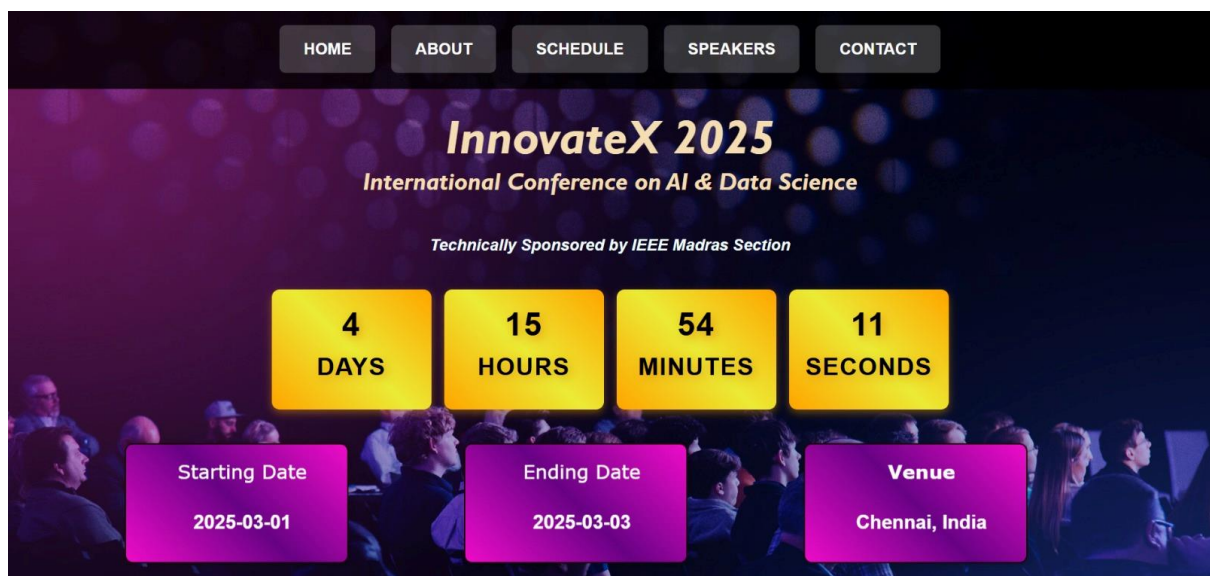 HOME ABOUT SCHEDULE SPEAKERS CONTACT
InnovateX 2025
International Conference on AI & Data Science
Technically Sponsored by IEEE Madras Section
4 15 54 11
DAYS HOURS MINUTES SECONDS
Starting Date Ending Date Venue
2025-03-01 2025-03-03 Chennai, India